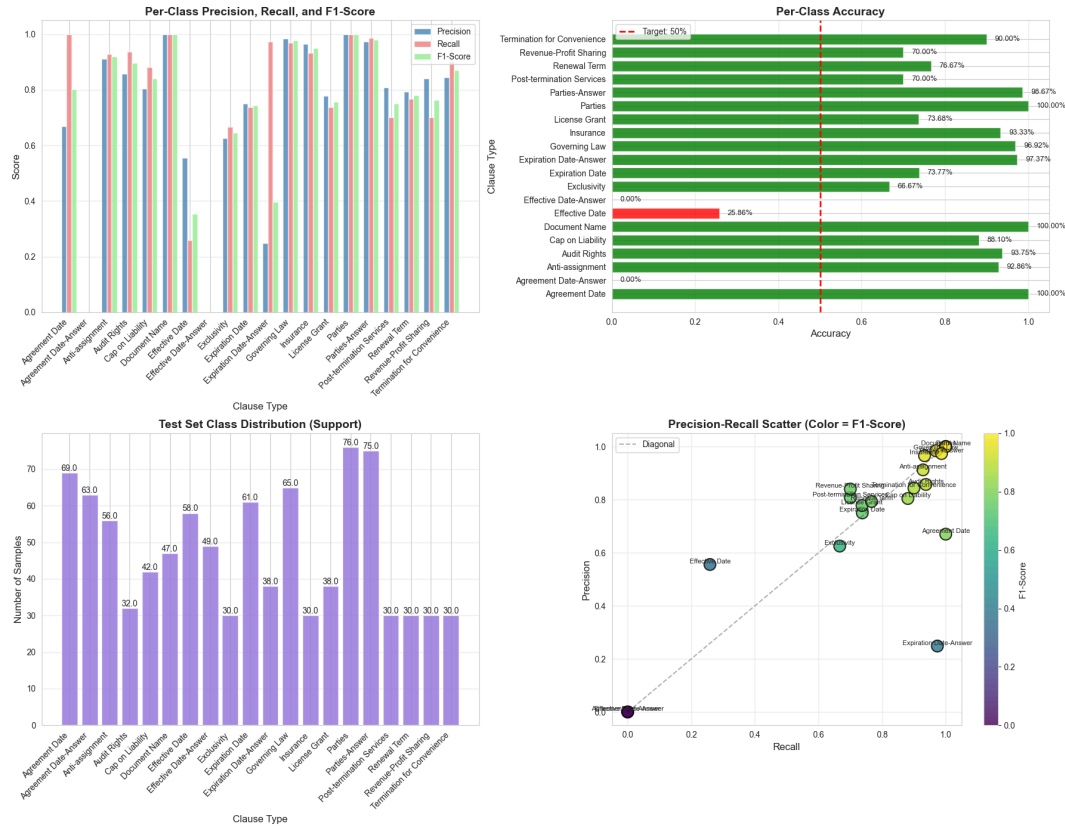 Per-Class Precision, Recall, and F1-Score
Precision
Recall
F1-Score
1.0
0.8
0.6
0.4
0.2
0.0
Score
Agreement Date
Agreement Date-Answer
Anti-assignment
Audit Rights
Cap on Liability
Document Name
Effective Date
Effective Date-Answer
Exclusivity
Expiration Date
Expiration Date-Answer
Governing Law
Insurance
License Grant
Parties
Parties-Answer
Post-termination Services
Renewal Term
Revenue-Profit Sharing
Termination for Convenience
Clause Type
Per-Class Accuracy
Target: 50%
Clause Type
Termination for Convenience 90.00%
Revenue-Profit Sharing 70.00%
Renewal Term 76.67%
Post-termination Services 70.00%
Parties-Answer 98.67%
Parties 100.00%
License Grant 73.68%
Insurance 93.33%
Governing Law 96.92%
Expiration Date-Answer 97.37%
Expiration Date 73.77%
Exclusivity 66.67%
Effective Date-Answer 0.00%
Effective Date 25.86%
Document Name 100.00%
Cap on Liability 88.10%
Audit Rights 93.75%
Anti-assignment 92.86%
Agreement Date-Answer 0.00%
Agreement Date 100.00%
0.0 0.2 0.4 0.6 0.8 1.0
Accuracy
Test Set Class Distribution (Support)
Number of Samples
70
60
50
40
30
20
10
0
69.0 63.0 56.0 32.0 42.0 47.0 58.0 49.0 30.0 61.0 38.0 65.0 30.0 38.0 76.0 75.0 30.0 30.0 30.0 30.0
Agreement Date
Agreement Date-Answer
Anti-assignment
Audit Rights
Cap on Liability
Document Name
Effective Date
Effective Date-Answer
Exclusivity
Expiration Date
Expiration Date-Answer
Governing Law
Insurance
License Grant
Parties
Parties-Answer
Post-termination Services
Renewal Term
Revenue-Profit Sharing
Termination for Convenience
Clause Type
Precision-Recall Scatter (Color = F1-Score)
Diagonal
Precision
1.0
0.8
0.6
0.4
0.2
0.0
Anti-assignment
Revenue-Profit Sharing
Termination for Convenience
Post-termination Services
Cap on Liability
Expiration Date
Agreement Date
Exclusivity
Effective Date
Expiration Date-Answer
0.0 0.2 0.4 0.6 0.8 1.0
Recall
1.0
0.8
0.6
0.4
0.2
0.0
F1-Score